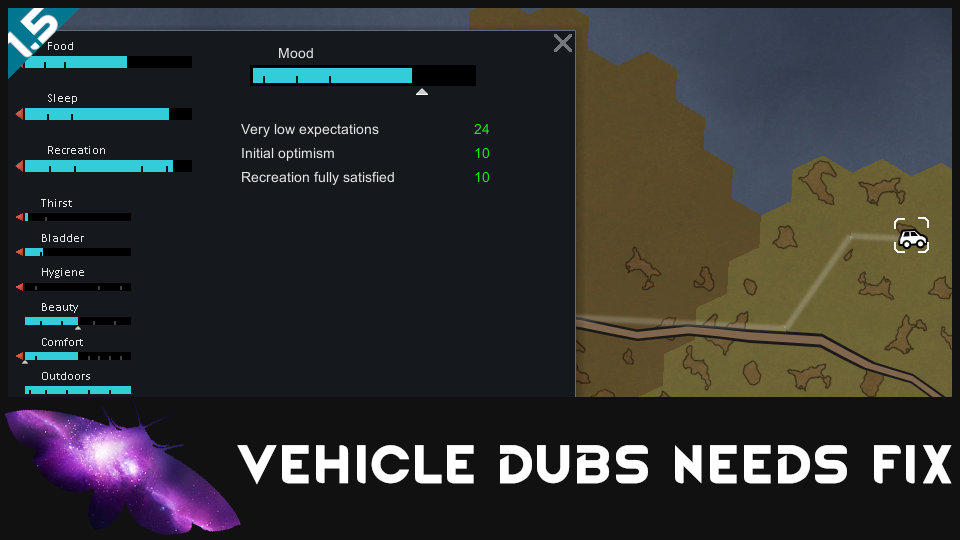 1.5
Food
Sleep
Recreation
Thirst
Bladder
Hygiene
Beauty
Comfort
Outdoors
Mood
Very low expectations 24
Initial optimism 10
Recreation fully satisfied 10
VEHICLE DUBS NEEDS FIX